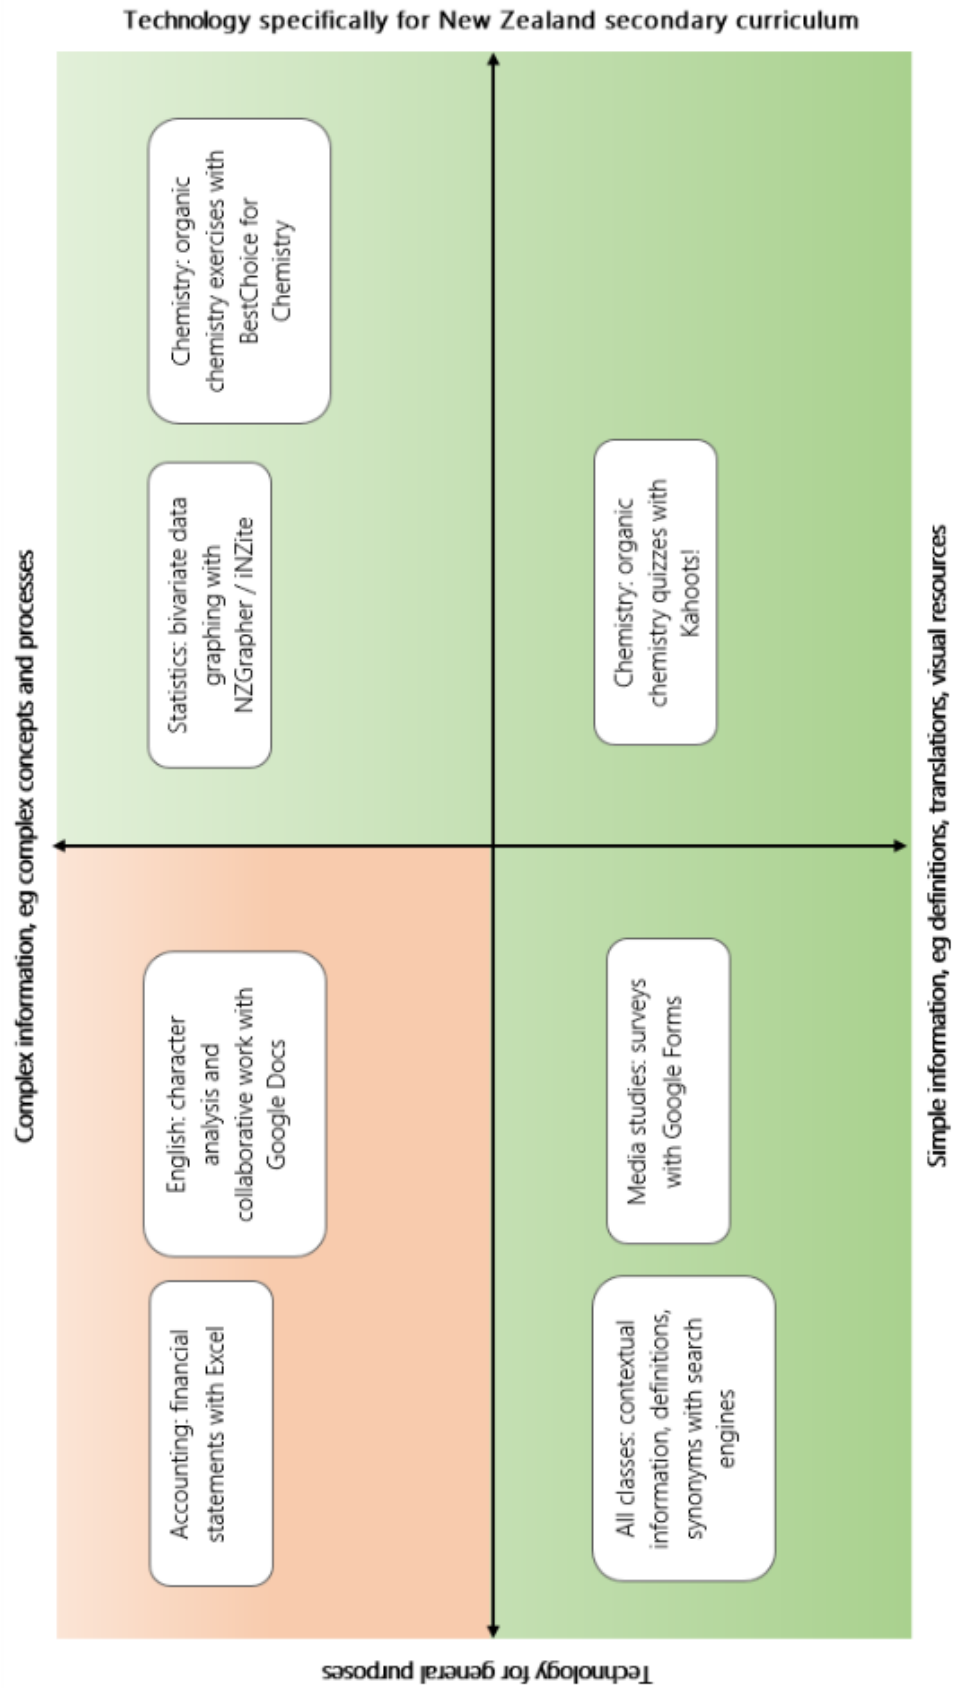 Technology specifically for New Zealand secondary curriculum
Complex information, eg complex concepts and processes
Chemistry: organic
chemistry exercises with
BestChoice for
Chemistry
Statistics: bivariate data
graphing with
NZGrapher / iNZite
English: character
analysis and
collaborative work with
Google Docs
Accounting: financial
statements with Excel
Chemistry: organic
chemistry quizzes with
Kahoots!
Media studies: surveys
with Google Forms
All classes: contextual
information, definitions,
synonyms with search
engines
Simple information, eg definitions, translations, visual resources
Technology for general purposes